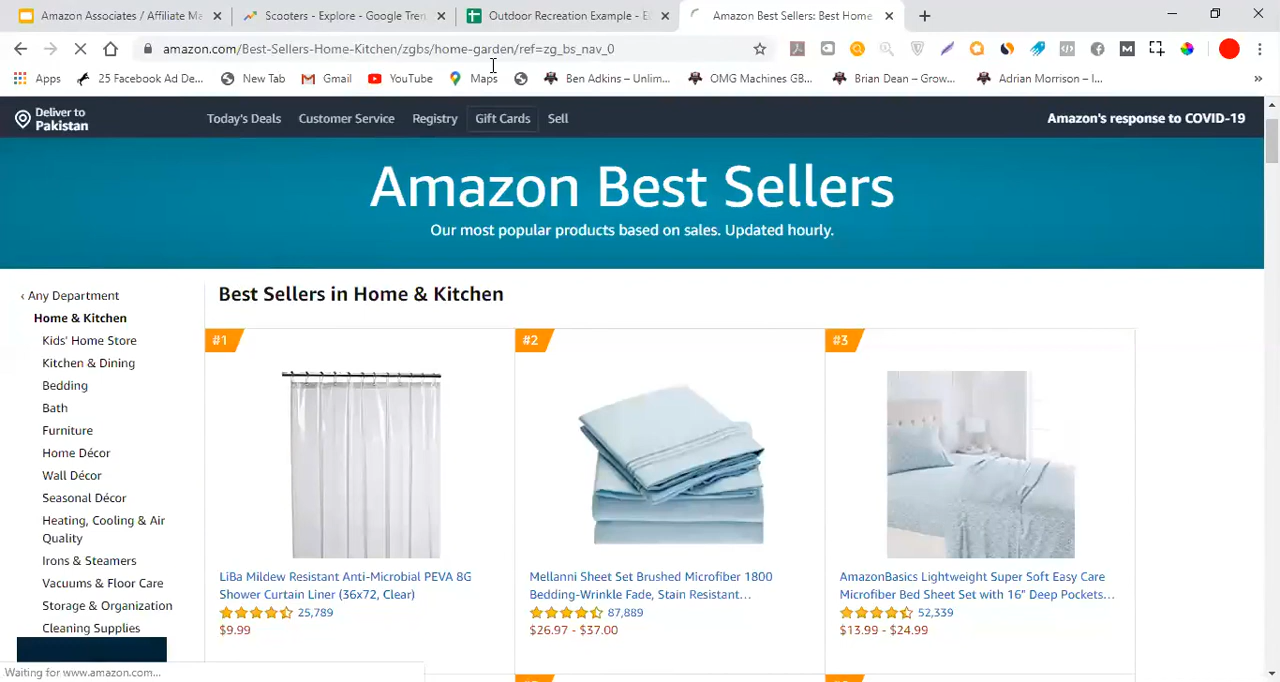 Amazon Associates / Affiliate M
Scooters - Explore - Google Tren
Outdoor Recreation Example - E
Amazon Best Sellers: Best Home
amazon.com/Best-Sellers-Home-Kitchen/zgbs/home-garden/ref=zg_bs_nav_0
Apps
25 Facebook Ad De...
New Tab
Gmail
YouTube
Maps
Ben Adkins – Unlim...
OMG Machines GB...
Brian Dean – Grow...
Adrian Morrison – I...
»
Deliver to
Pakistan
Today's Deals
Customer Service
Registry
Gift Cards
Sell
Amazon's response to COVID-19
Amazon Best Sellers
Our most popular products based on sales. Updated hourly.
‹ Any Department
Home & Kitchen
Kids' Home Store
Kitchen & Dining
Bedding
Bath
Furniture
Home Décor
Wall Décor
Seasonal Décor
Heating, Cooling & Air
Quality
Irons & Steamers
Vacuums & Floor Care
Storage & Organization
Cleaning Supplies
Best Sellers in Home & Kitchen
#1
LiBa Mildew Resistant Anti-Microbial PEVA 8G
Shower Curtain Liner (36x72, Clear)
25,789
$9.99
#2
Mellanni Sheet Set Brushed Microfiber 1800
Bedding-Wrinkle Fade, Stain Resistant...
87,889
$26.97 - $37.00
#3
AmazonBasics Lightweight Super Soft Easy Care
Microfiber Bed Sheet Set with 16" Deep Pockets...
52,339
$13.99 - $24.99
Waiting for www.amazon.com...